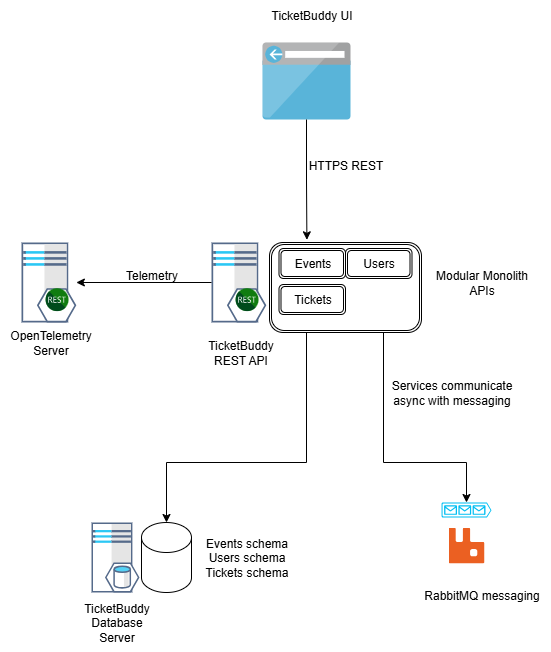 TicketBuddy UI
HTTPS REST
Events
Users
Tickets
Modular Monolith
APIs
Telemetry
REST
REST
OpenTelemetry
Server
TicketBuddy
REST API
Services communicate
async with messaging
Events schema
Users schema
Tickets schema
TicketBuddy
Database
Server
RabbitMQ messaging